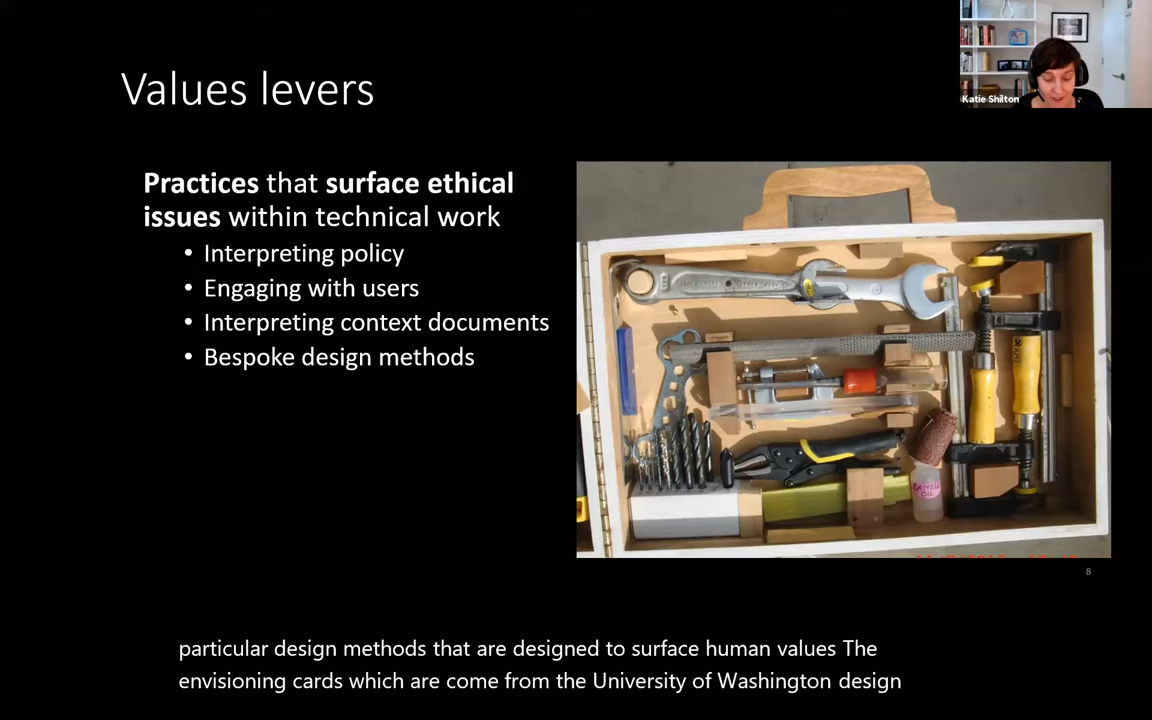 Katie Shilton
Values levers
Practices that surface ethical
issues within technical work
• Interpreting policy
• Engaging with users
• Interpreting context documents
• Bespoke design methods
OIL
8
particular design methods that are designed to surface human values The
envisioning cards which are come from the University of Washington design